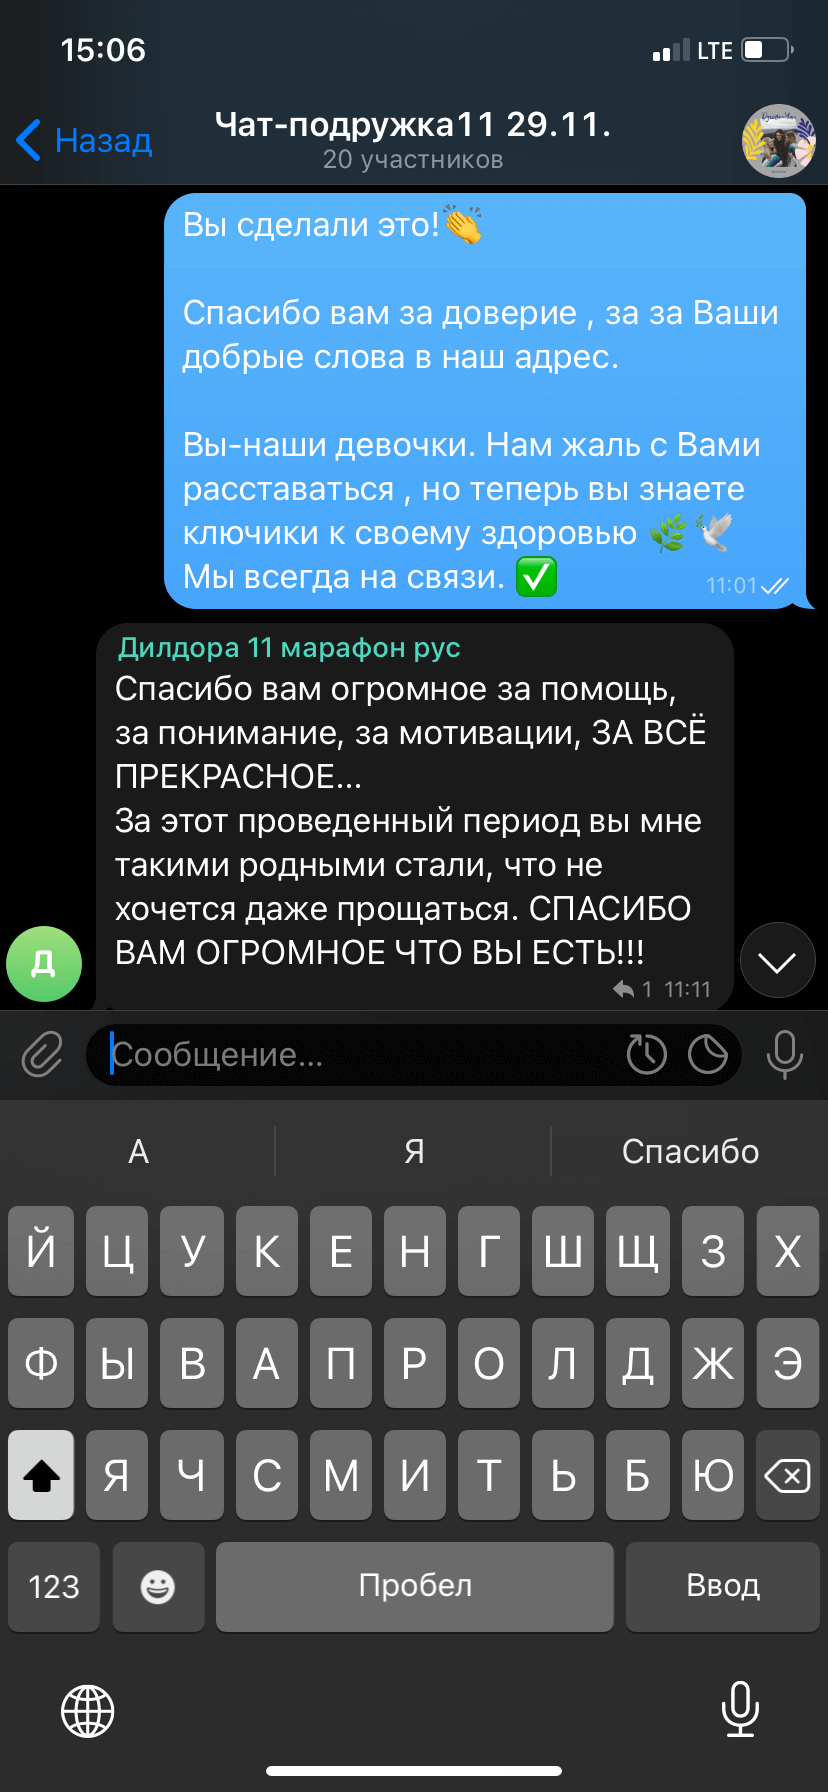 15:06
LTE
Назад
Чат-подружка11 29.11.
20 участников
Вы сделали это!👏
Спасибо вам за доверие , за за Ваши
добрые слова в наш адрес.
Вы-наши девочки. Нам жаль с Вами
расставаться , но теперь вы знаете
ключики к своему здоровью 🌿🕊
Мы всегда на связи. ✅
11:01
Дилдора 11 марафон рус
Спасибо вам огромное за помощь,
за понимание, за мотивации, ЗА ВСЁ
ПРЕКРАСНОЕ...
За этот проведенный период вы мне
такими родными стали, что не
хочется даже прощаться. СПАСИБО
ВАМ ОГРОМНОЕ ЧТО ВЫ ЕСТЬ!!!
1 11:11
Д
Сообщение...
А Я Спасибо
Й Ц У К Е Н Г Ш Щ З Х
Ф Ы В А П Р О Л Д Ж Э
Я Ч С М И Т Ь Б Ю
123 Пробел Ввод